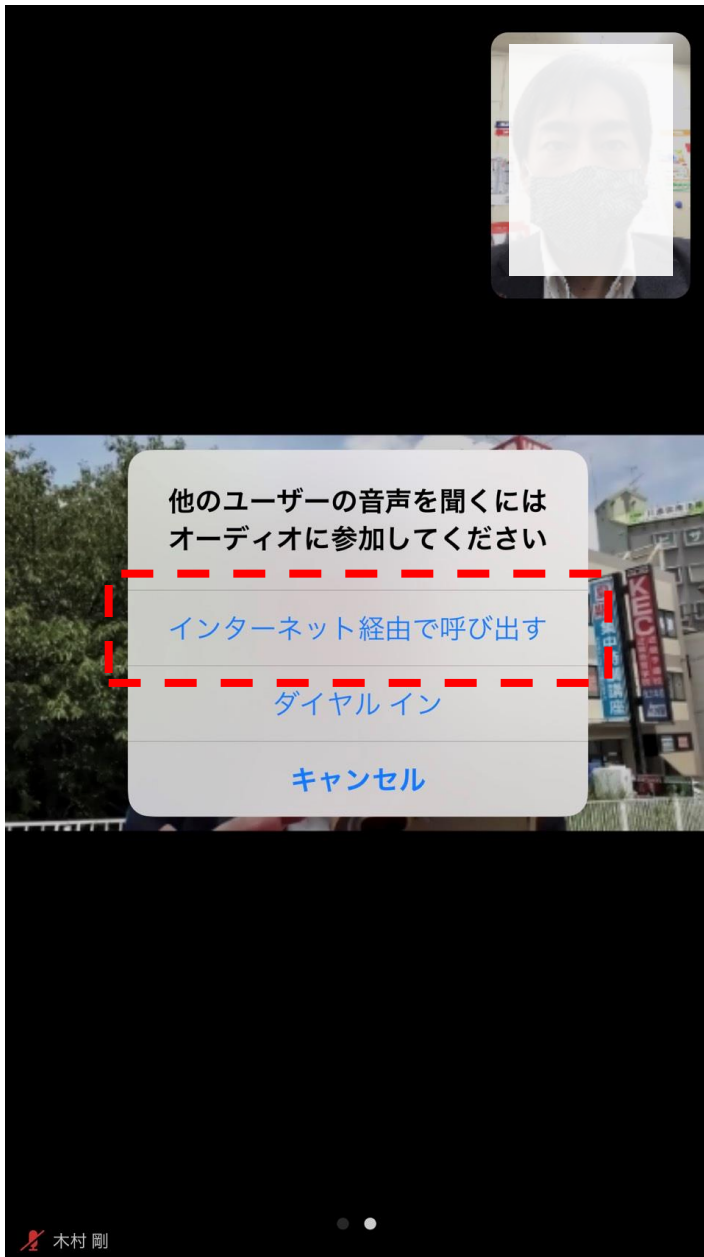 他のユーザーの音声を聞くには
オーディオに参加してください
インターネット経由で呼び出す
ダイヤル イン
キャンセル
KEC
木村 剛